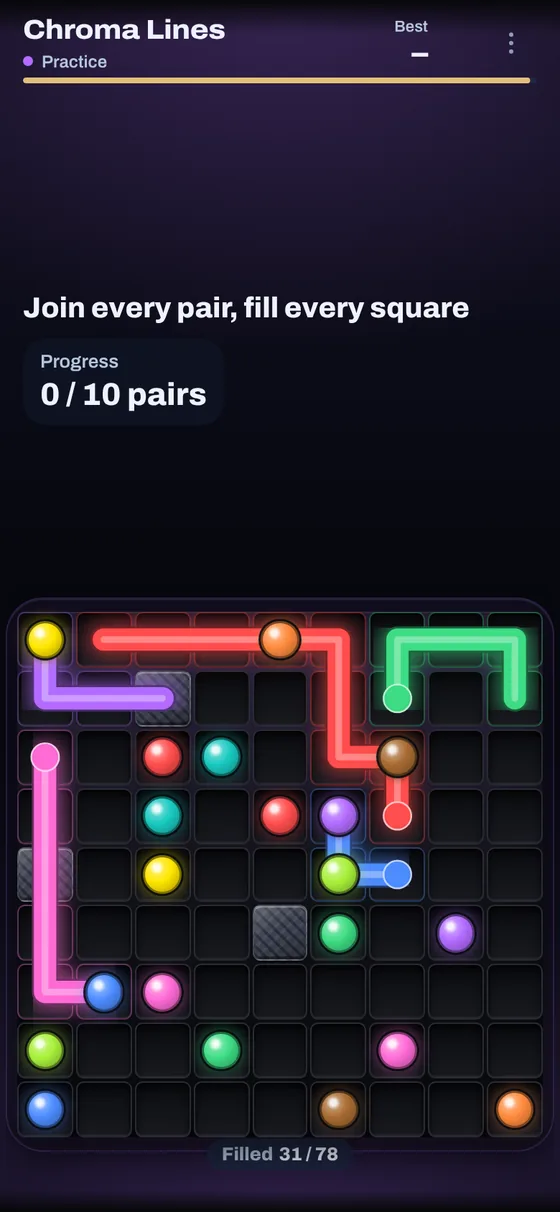 Chroma Lines
Best
Practice
–
Join every pair, fill every square
Progress
0 / 10 pairs
Filled 31 / 78